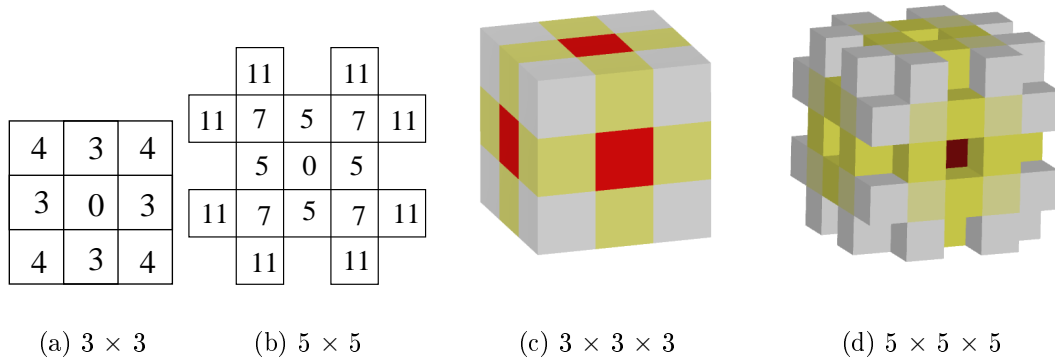 11 11
11 7 5 7 11
4 3 4
5 0 5
3 0 3
11 7 5 7 11
4 3 4
11 11
(a) 3 × 3
(b) 5 × 5
(c) 3 × 3 × 3
(d) 5 × 5 × 5